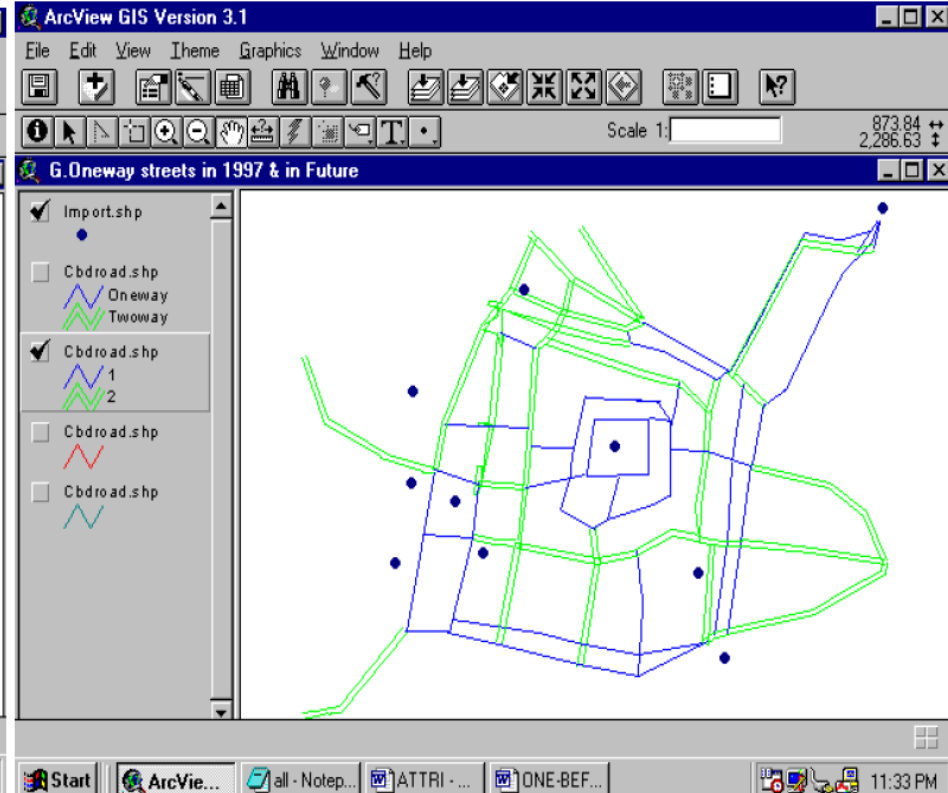 ArcView GIS Version 3.1
File Edit View Theme Graphics Window Help
Scale 1:
873.84
2,286.63
G.Oneway streets in 1997 & in Future
Import.shp
Cbdroad.shp
Oneway
Twoway
Cbdroad.shp
1
2
Cbdroad.shp
Cbdroad.shp
Start ArcVie... all - Notep... ATTRI - ... ONE-BEF... 11:33 PM